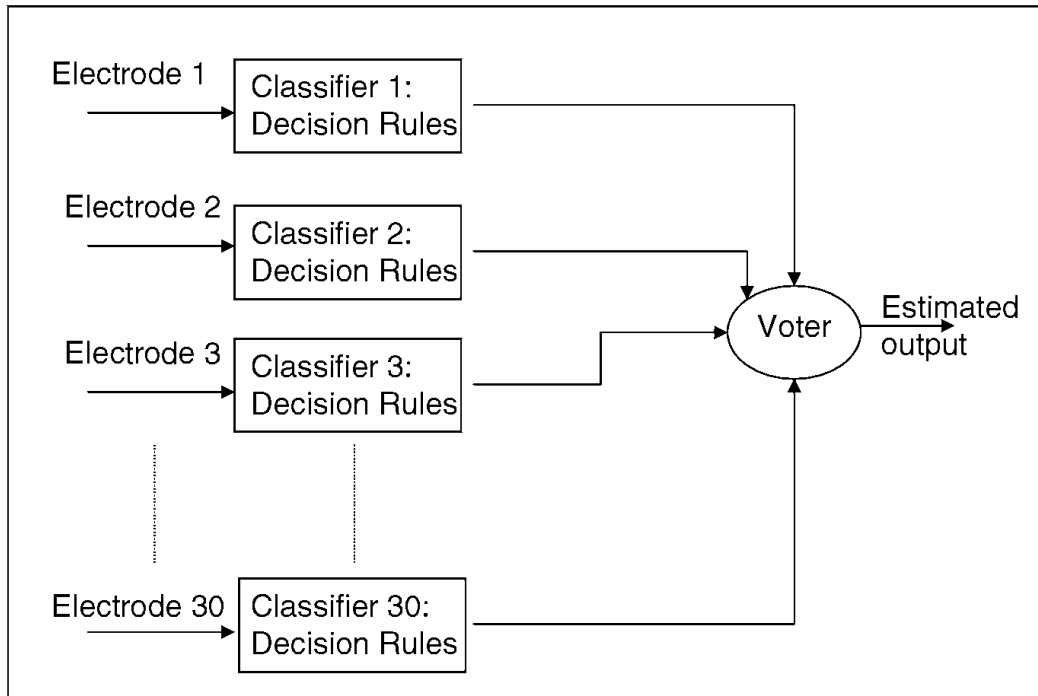 Electrode 1
Classifier 1:
Decision Rules
Electrode 2
Classifier 2:
Decision Rules
Electrode 3
Classifier 3:
Decision Rules
Voter
Estimated
output
Electrode 30
Classifier 30:
Decision Rules